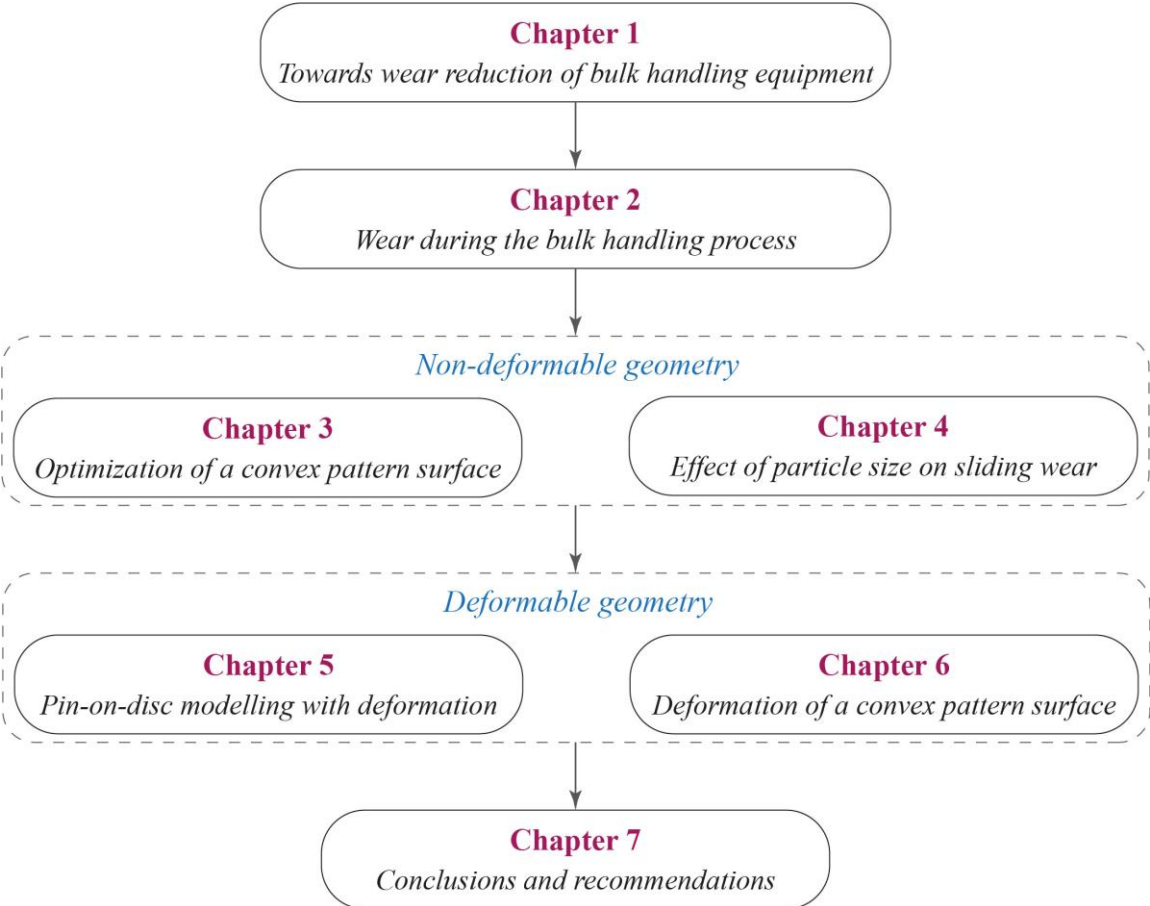 Chapter 1
Towards wear reduction of bulk handling equipment
Chapter 2
Wear during the bulk handling process
Non-deformable geometry
Chapter 3
Optimization of a convex pattern surface
Chapter 4
Effect of particle size on sliding wear
Deformable geometry
Chapter 5
Pin-on-disc modelling with deformation
Chapter 6
Deformation of a convex pattern surface
Chapter 7
Conclusions and recommendations